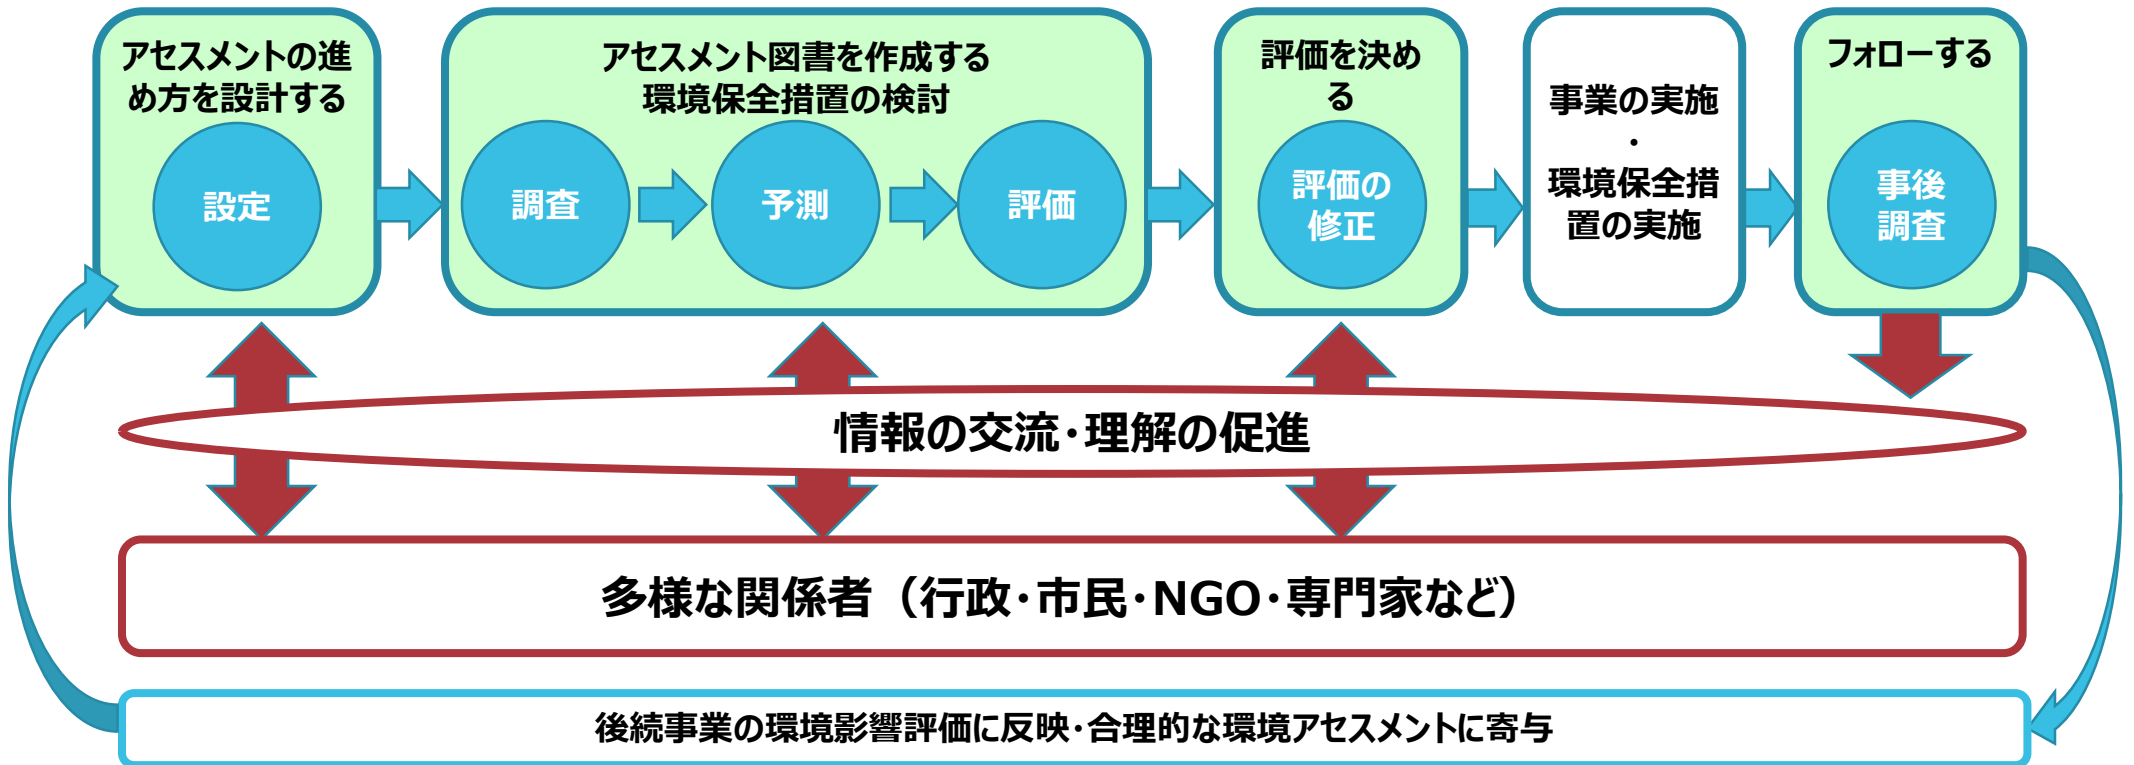 アセスメントの進
め方を設計する
設定
アセスメント図書を作成する
環境保全措置の検討
調査
予測
評価
評価を決め
る
評価の
修正
事業の実施
・
環境保全措
置の実施
フォローする
事後
調査
情報の交流・理解の促進
多様な関係者（行政・市民・NGO・専門家など）
後続事業の環境影響評価に反映・合理的な環境アセスメントに寄与